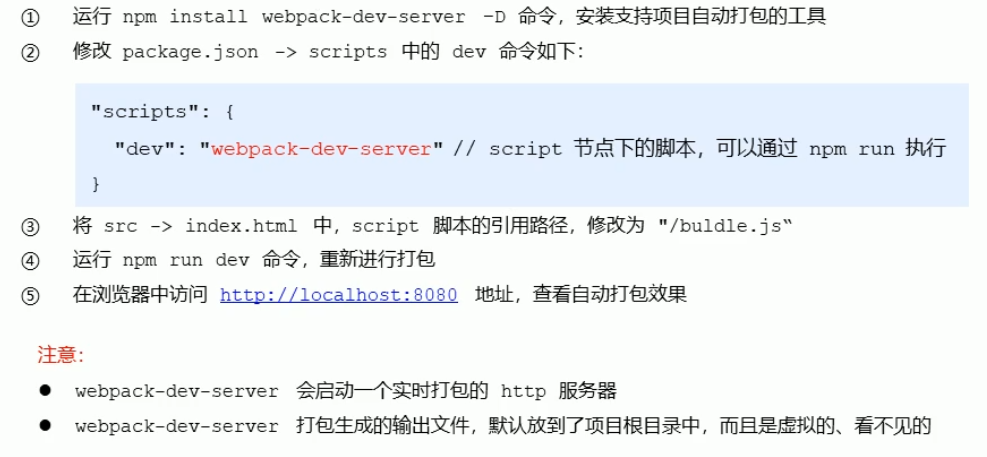 ① 运行 npm install webpack-dev-server -D 命令，安装支持项目自动打包的工具
② 修改 package.json -> scripts 中的 dev 命令如下：
"scripts": {
"dev": "webpack-dev-server" // script 节点下的脚本，可以通过 npm run 执行
}
③ 将 src -> index.html 中，script 脚本的引用路径，修改为 "/buldle.js“
④ 运行 npm run dev 命令，重新进行打包
⑤ 在浏览器中访问 http://localhost:8080 地址，查看自动打包效果
注意：
● webpack-dev-server 会启动一个实时打包的 http 服务器
● webpack-dev-server 打包生成的输出文件，默认放到了项目根目录中，而且是虚拟的、看不见的